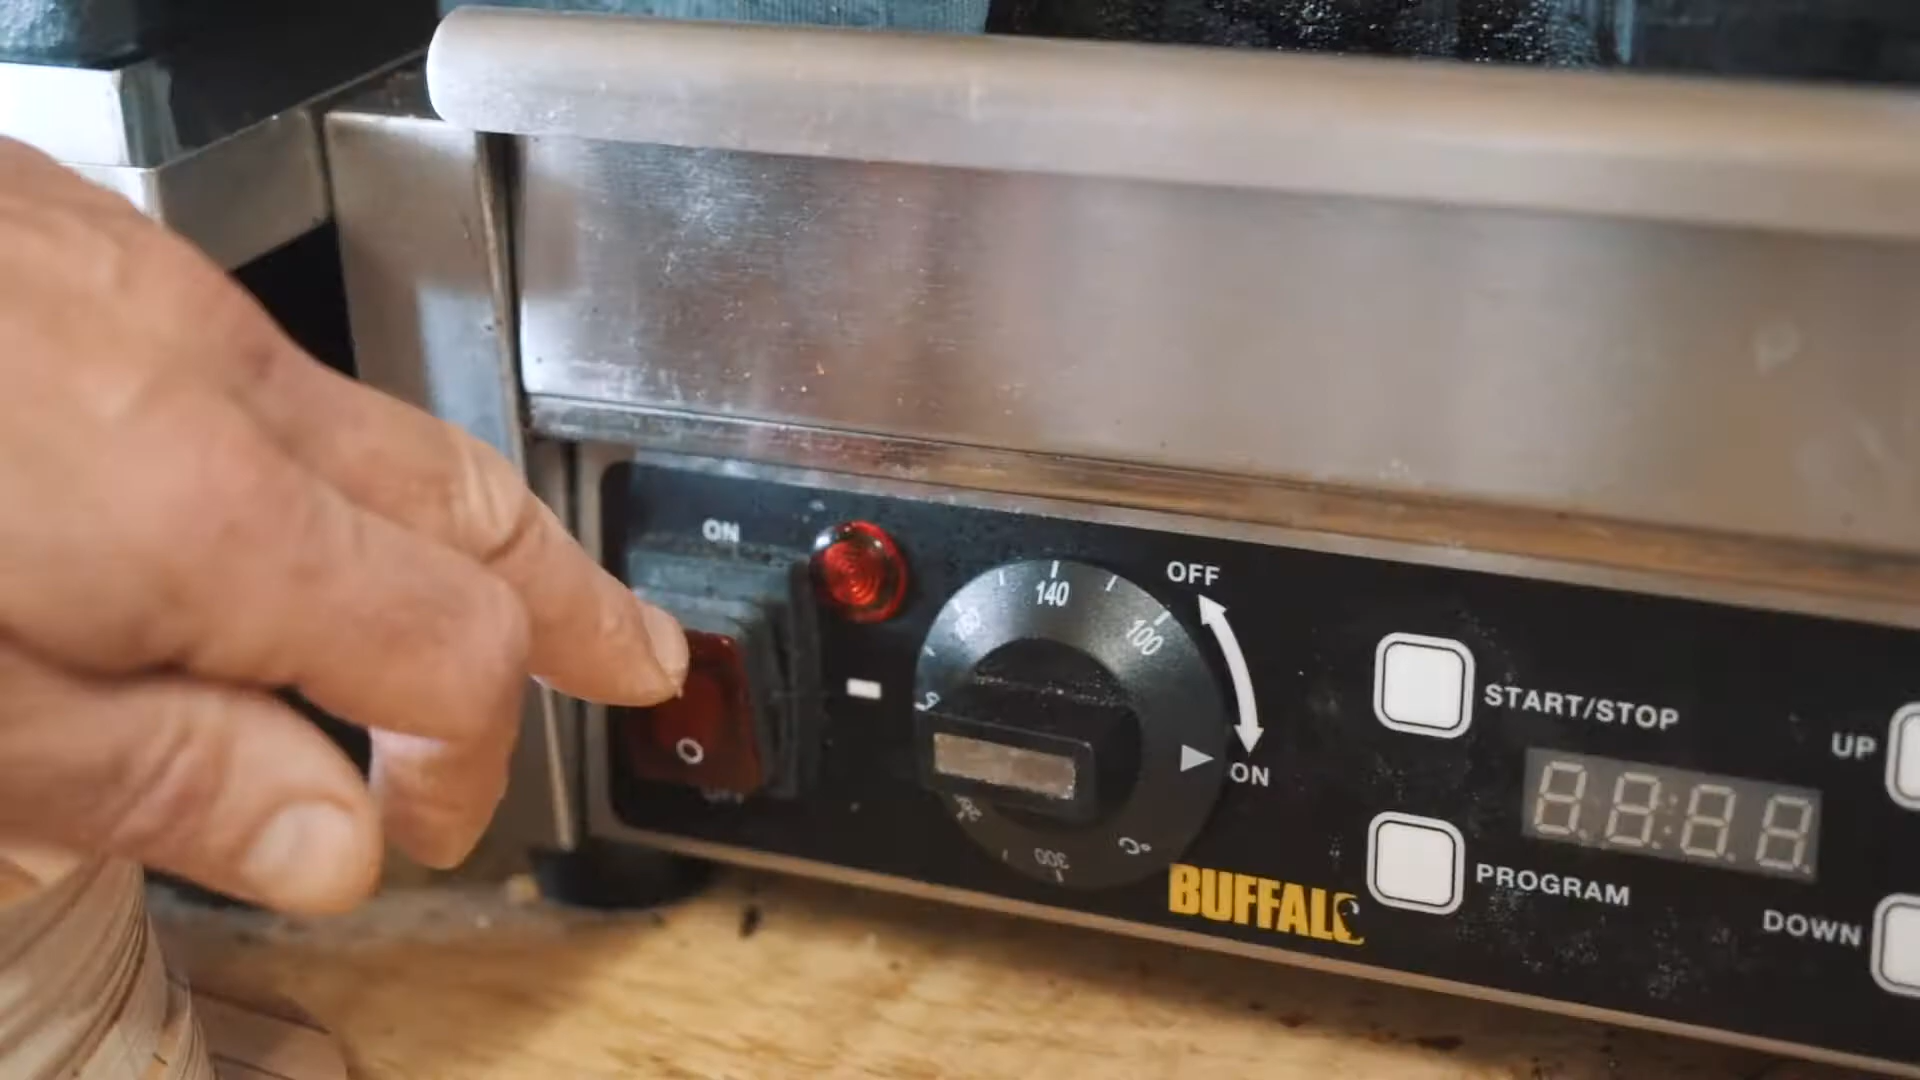 ON
OFF
140
100
START/STOP
UP
ON
300
°C
BUFFALO
PROGRAM
DOWN